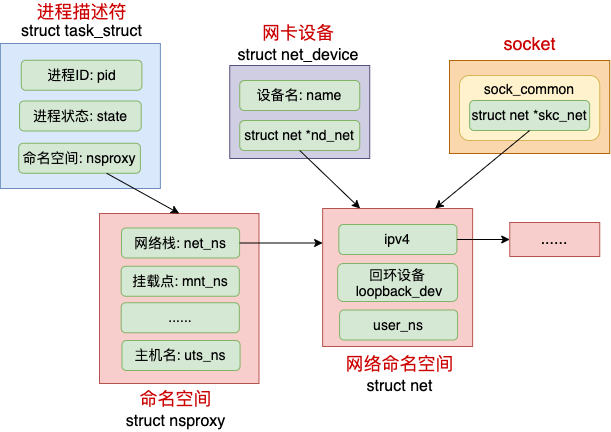 进程描述符
struct task_struct
进程ID: pid
进程状态: state
命名空间: nsproxy
网卡设备
struct net_device
设备名: name
struct net *nd_net
socket
sock_common
struct net *skc_net
网络栈: net_ns
挂载点: mnt_ns
......
主机名: uts_ns
命名空间
struct nsproxy
ipv4
回环设备
loopback_dev
user_ns
网络命名空间
struct net
......